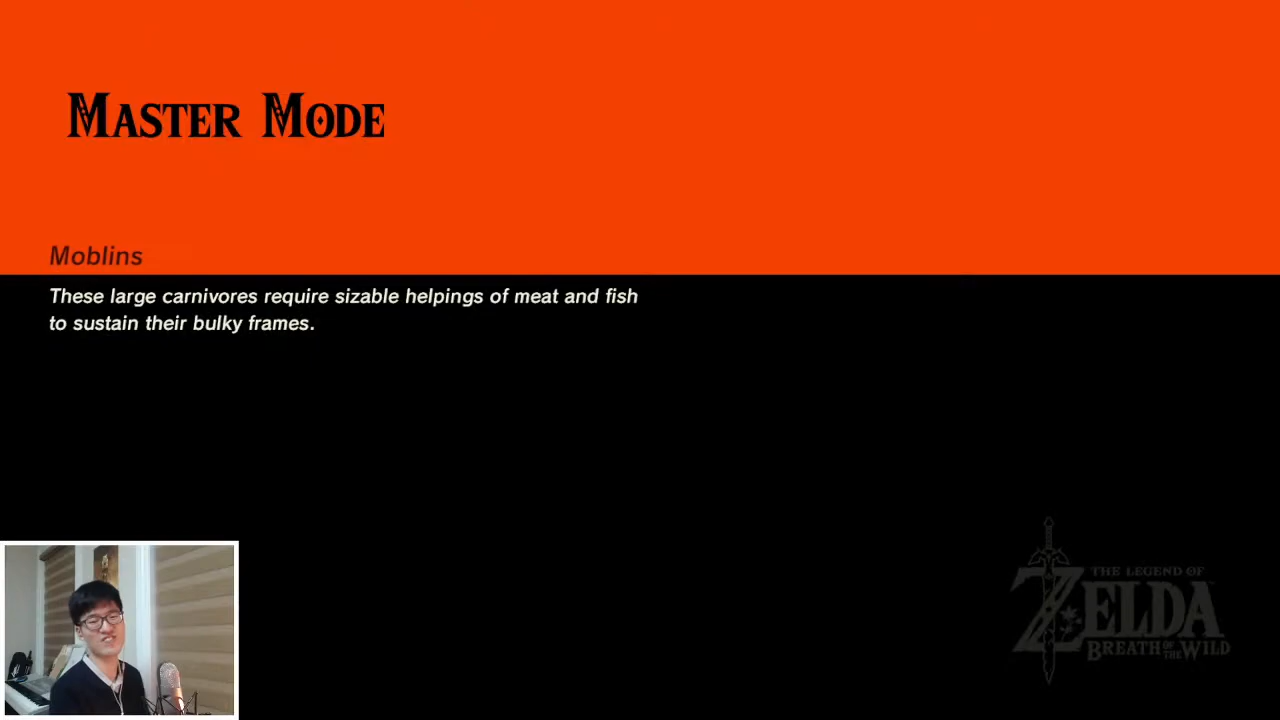 Master Mode
Moblins
These large carnivores require sizable helpings of meat and fish
to sustain their bulky frames.
THE LEGEND OF
ZELDA
BREATH OF THE WILD